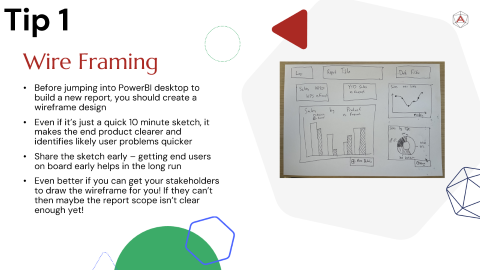 Tip 1
Wire Framing
• Before jumping into PowerBI desktop to
build a new report, you should create a
wireframe design
• Even if it's just a quick 10 minute sketch, it
makes the end product clearer and
identifies likely user problems quicker
• Share the sketch early – getting end users
on board early helps in the long run
• Even better if you can get your stakeholders
to draw the wireframe for you! If they can't
then maybe the report scope isn't clear
enough yet!
Report Title
Sales by Product